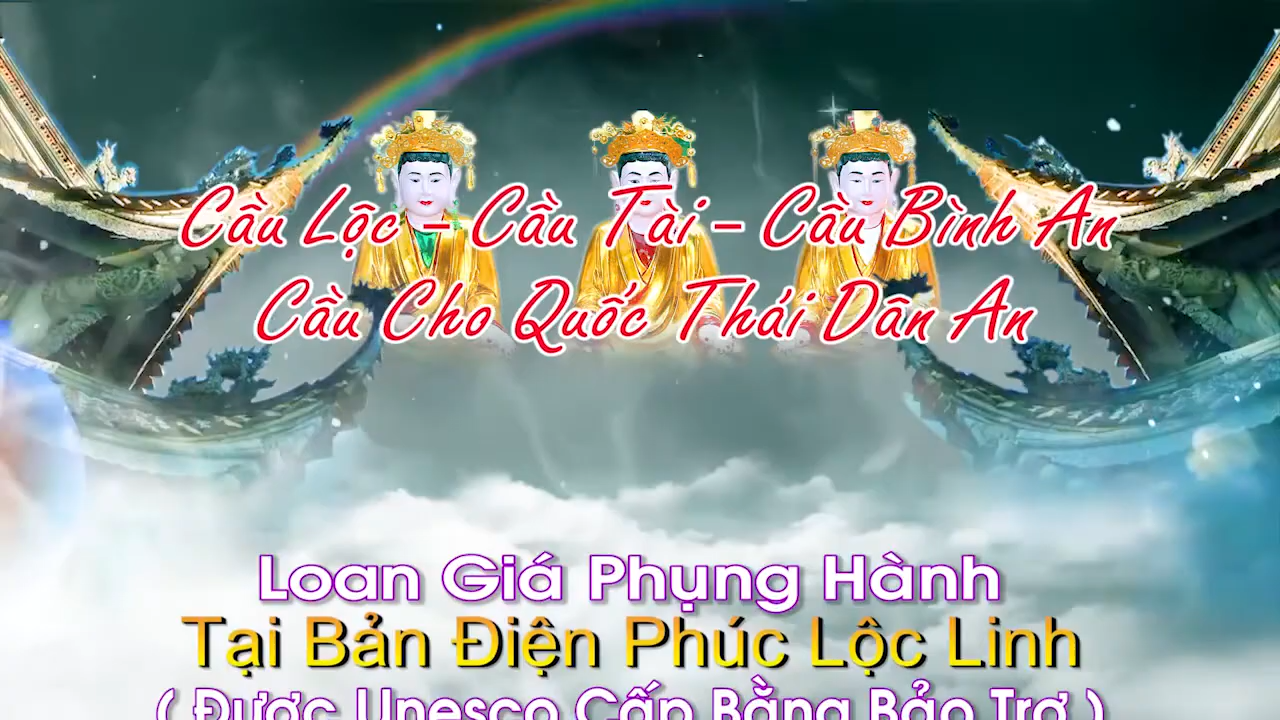 Cầu Lộc – Cầu Tài – Cầu Bình An
Cầu Cho Quốc Thái Dân An
Loan Giá Phụng Hành
Tại Bản Điện Phúc Lộc Linh
( Được Unesco Cấp Bằng Bảo Trợ )